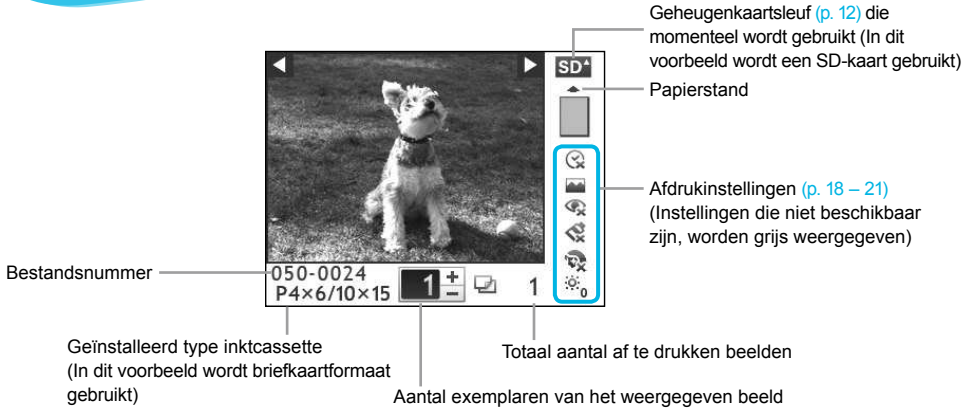 Geheugenkaartsleuf (p. 12) die
momenteel wordt gebruikt (In dit
voorbeeld wordt een SD-kaart gebruikt)
SD
Papierstand
Afdrukinstellingen (p. 18 – 21)
(Instellingen die niet beschikbaar
zijn, worden grijs weergegeven)
Bestandsnummer
050-0024
P4×6/10×15
1
+
−
1
0
Geïnstalleerd type inktcassette
(In dit voorbeeld wordt briefkaartformaat
gebruikt)
Totaal aantal af te drukken beelden
Aantal exemplaren van het weergegeven beeld